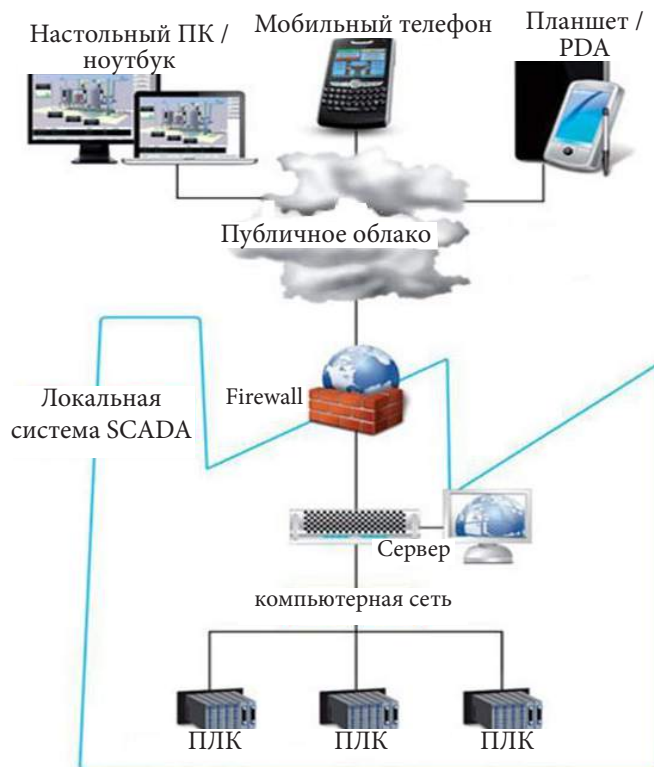 Настольный ПК /
ноутбук
Мобильный телефон
Планшет /
PDA
Публичное облако
Локальная
система SCADA
Firewall
Сервер
компьютерная сеть
ПЛК
ПЛК
ПЛК